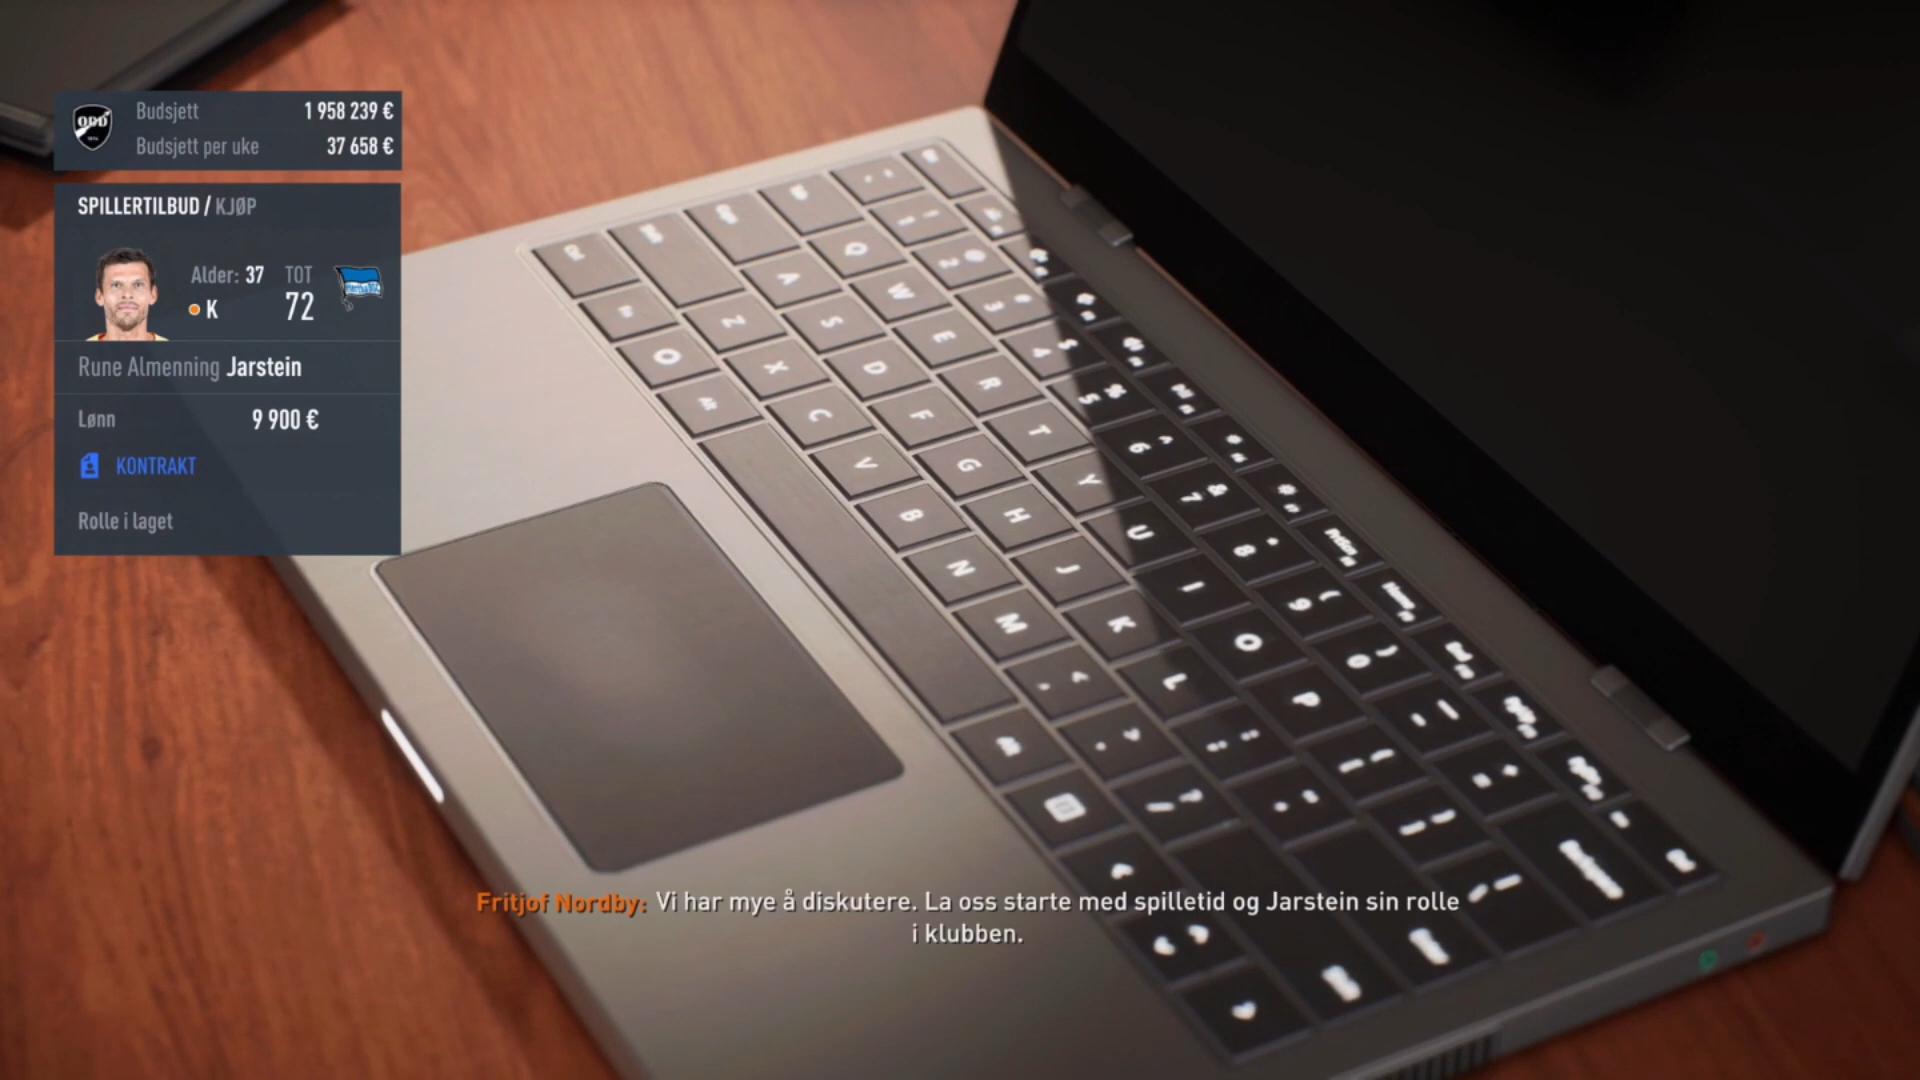 ODD
Budsjett 1 958 239 €
Budsjett per uke 37 658 €
SPILLERTILBUD / KJØP
Alder: 37 TOT
K 72
Rune Almenning Jarstein
Lønn 9 900 €
KONTRAKT
Rolle i laget
Q W E R T Y U I O P
A S D F G H J K L
Z X C V B N M
Fritjof Nordby: Vi har mye å diskutere. La oss starte med spilletid og Jarstein sin rolle
i klubben.